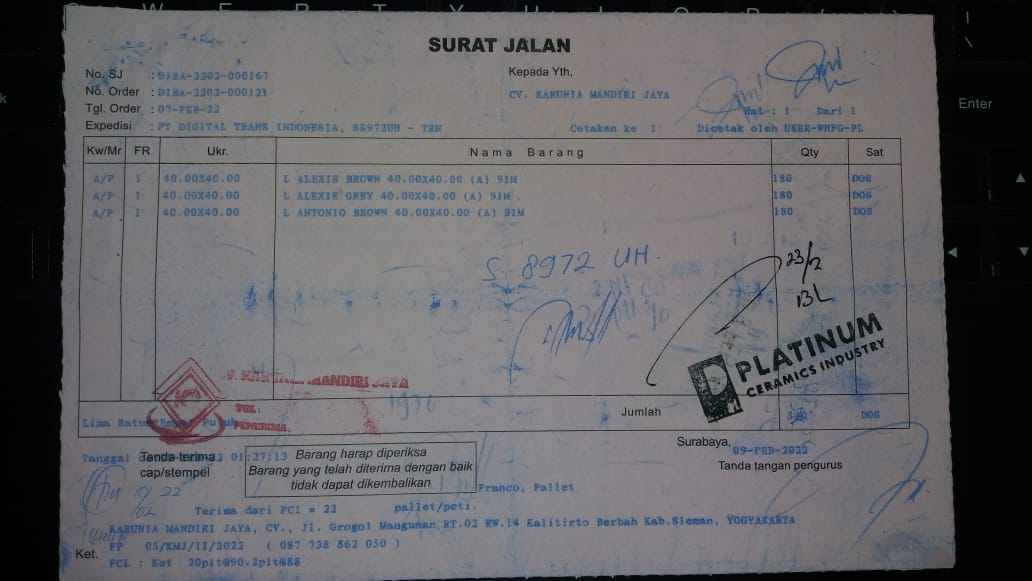 SURAT JALAN
No. SJ : DIBA-2202-000167
Kepada Yth,
No. Order : DIBA-2202-000121
CV. KARUNIA MANDIRI JAYA
Tgl. Order : 07-FEB-22
Hal : 1 Dari 1
Expedisi : PT DIGITAL TRANS INDONESIA, S8972UH - TRN
Cetakan ke 1 Dicetak oleh USER-WHPG-PL
Kw/Mr FR Ukr. Nama Barang Qty Sat
A/P 1 40.00X40.00 L ALEXIS BROWN 40.00X40.00 (A) 91M 180 DOS
A/P 1 40.00X40.00 L ALEXIS GREY 40.00X40.00 (A) 91M 180 DOS
A/P 1 40.00X40.00 L ANTONIO BROWN 40.00X40.00 (A) 91M 180 DOS
S 8972 UH
23/2
BL
PLATINUM
CERAMICS INDUSTRY
KARUNIA MANDIRI JAYA
TGL:
PENERIMA:
Jumlah 540 DOS
Lima Ratus Empat Puluh
Surabaya, 09-FEB-2022
Tanggal 01:27:13
Tanda terima
cap/stempel
Barang harap diperiksa
Barang yang telah diterima dengan baik
tidak dapat dikembalikan
Tanda tangan pengurus
Franco, Pallet
Terima dari PCI = 22 pallet/peti.
KARUNIA MANDIRI JAYA, CV., Jl. Grogol Mangunan RT.02 RW.14 Kalitirto Berbah Kab.Sleman, YOGYAKARTA
Ket. FP 05/KMJ/II/2022 ( 087 738 862 050 )
PCL : Ket 20plt@90.2plt@88